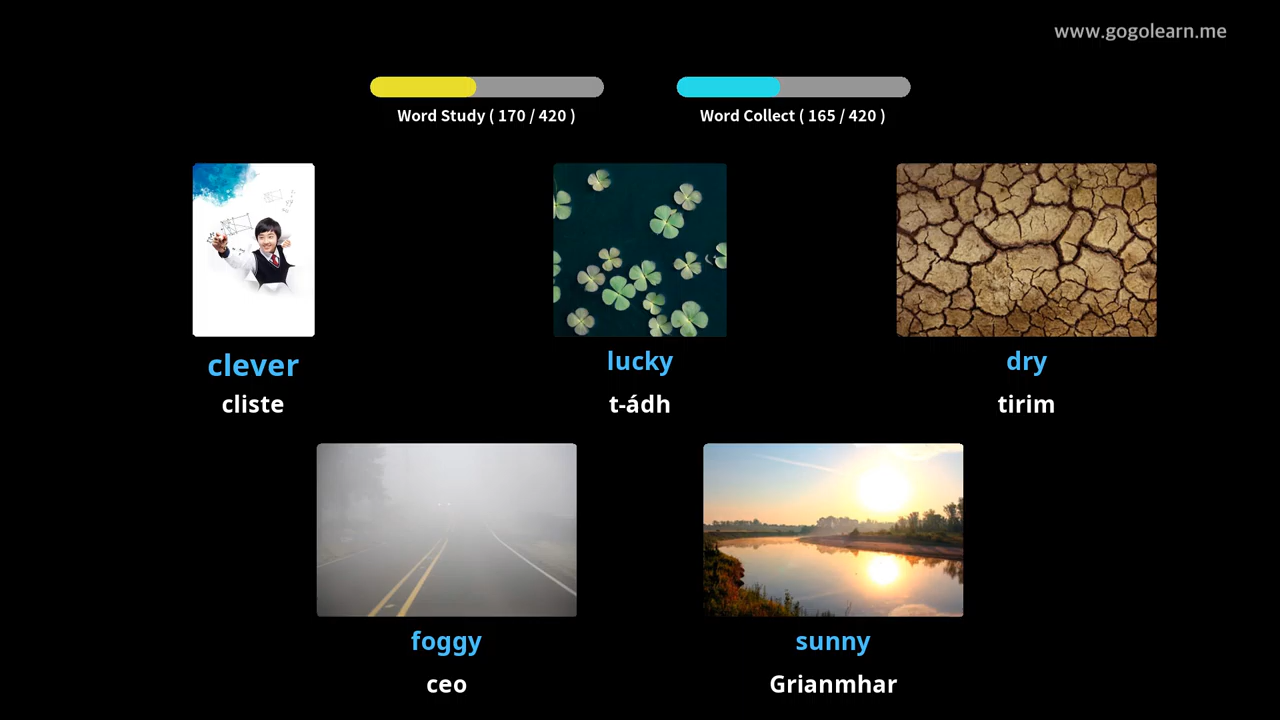 www.gogolearn.me
Word Study ( 170 / 420 )
Word Collect ( 165 / 420 )
clever
cliste
lucky
t-ádh
dry
tirim
foggy
ceo
sunny
Grianmhar